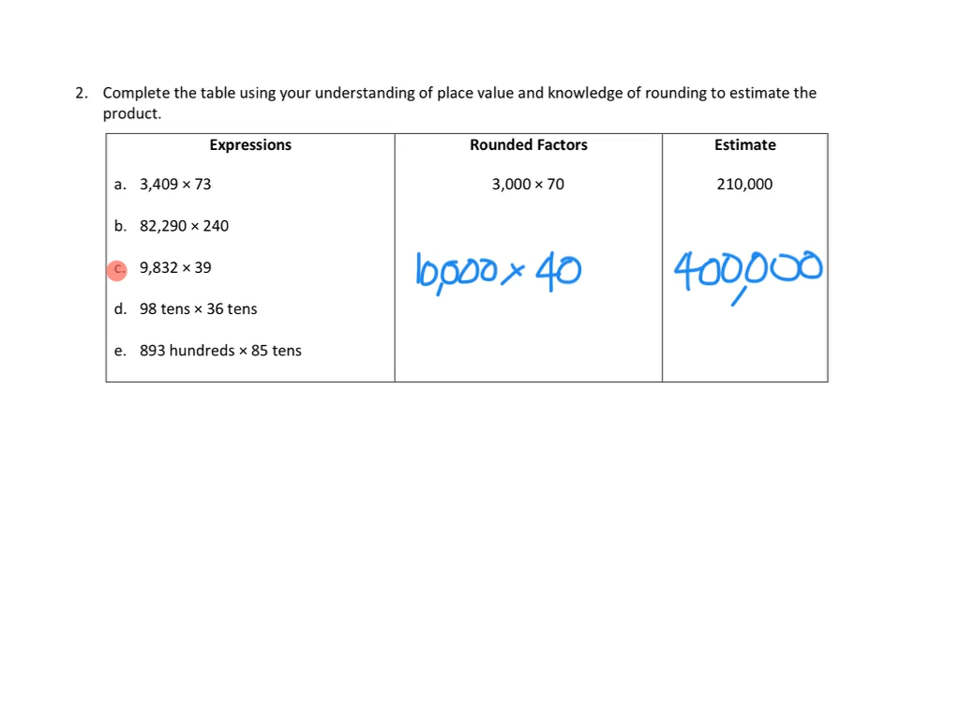 2. Complete the table using your understanding of place value and knowledge of rounding to estimate the
product.
Expressions Rounded Factors Estimate
a. 3,409 × 73 3,000 × 70 210,000
b. 82,290 × 240
c. 9,832 × 39 10,000 × 40 400,000
d. 98 tens × 36 tens
e. 893 hundreds × 85 tens